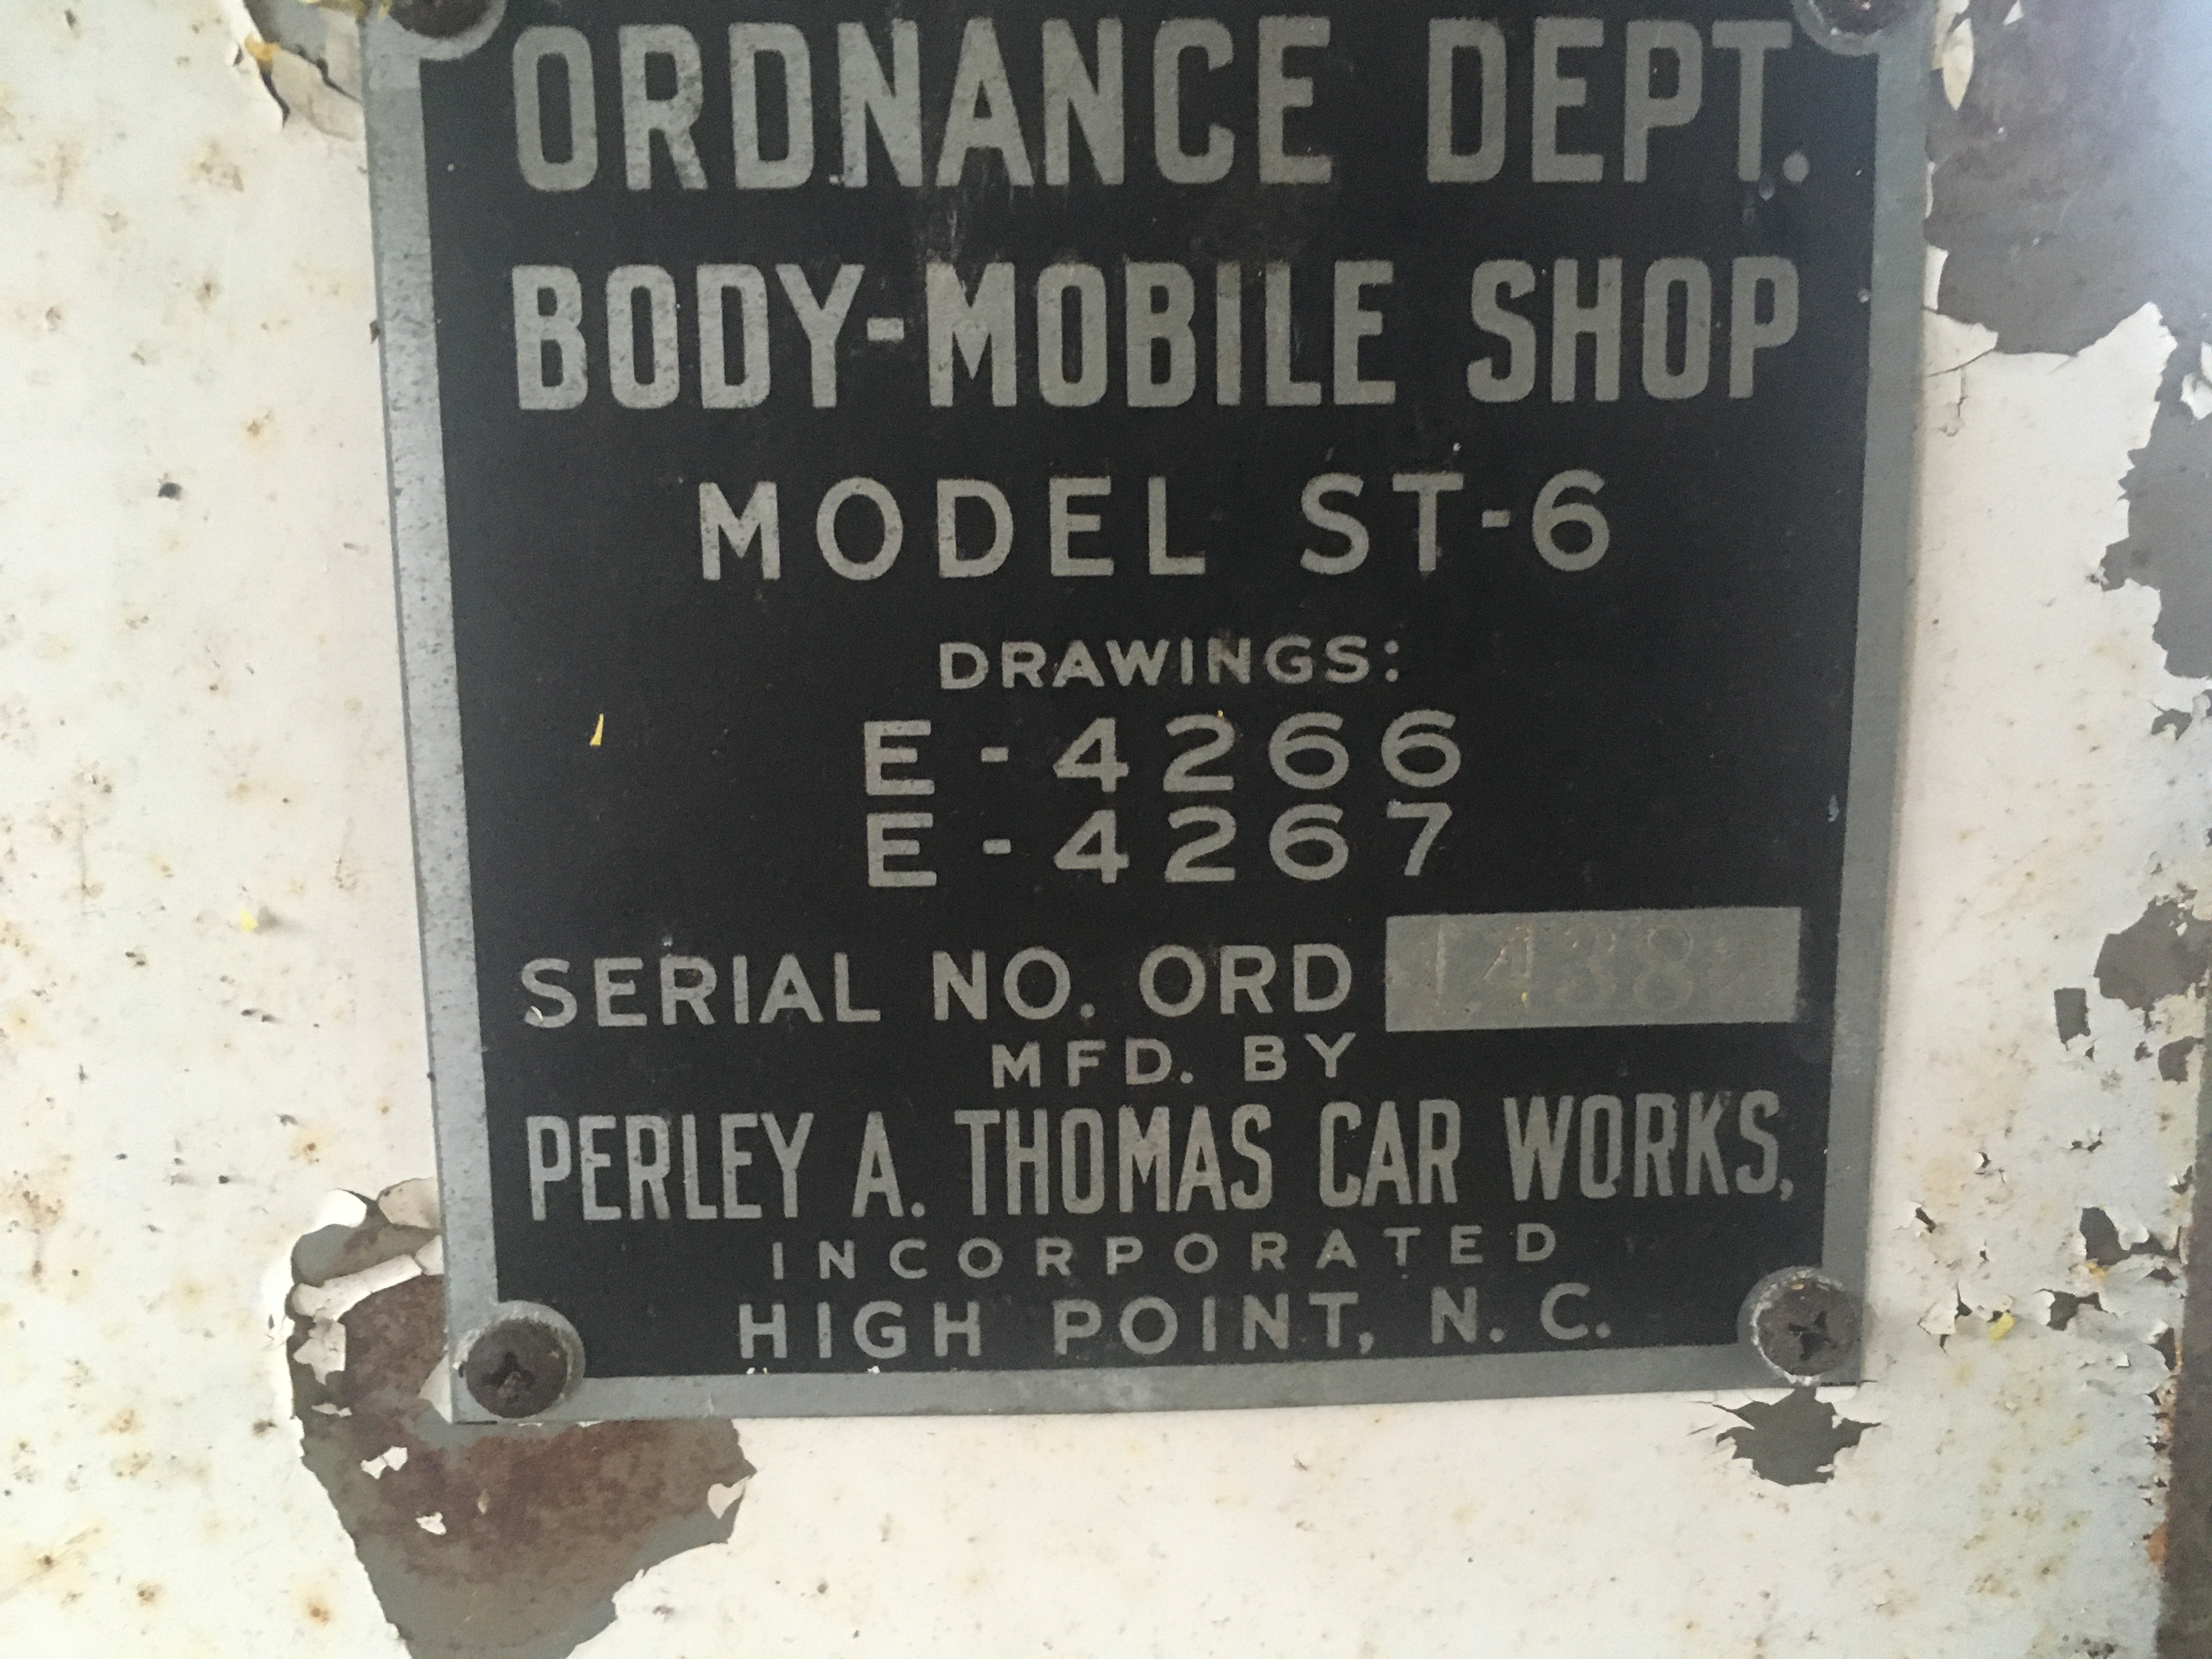 ORDNANCE DEPT.
BODY-MOBILE SHOP
MODEL ST-6
DRAWINGS:
E-4266
E-4267
SERIAL NO. ORD 14382
MFD. BY
PERLEY A. THOMAS CAR WORKS,
INCORPORATED
HIGH POINT, N. C.